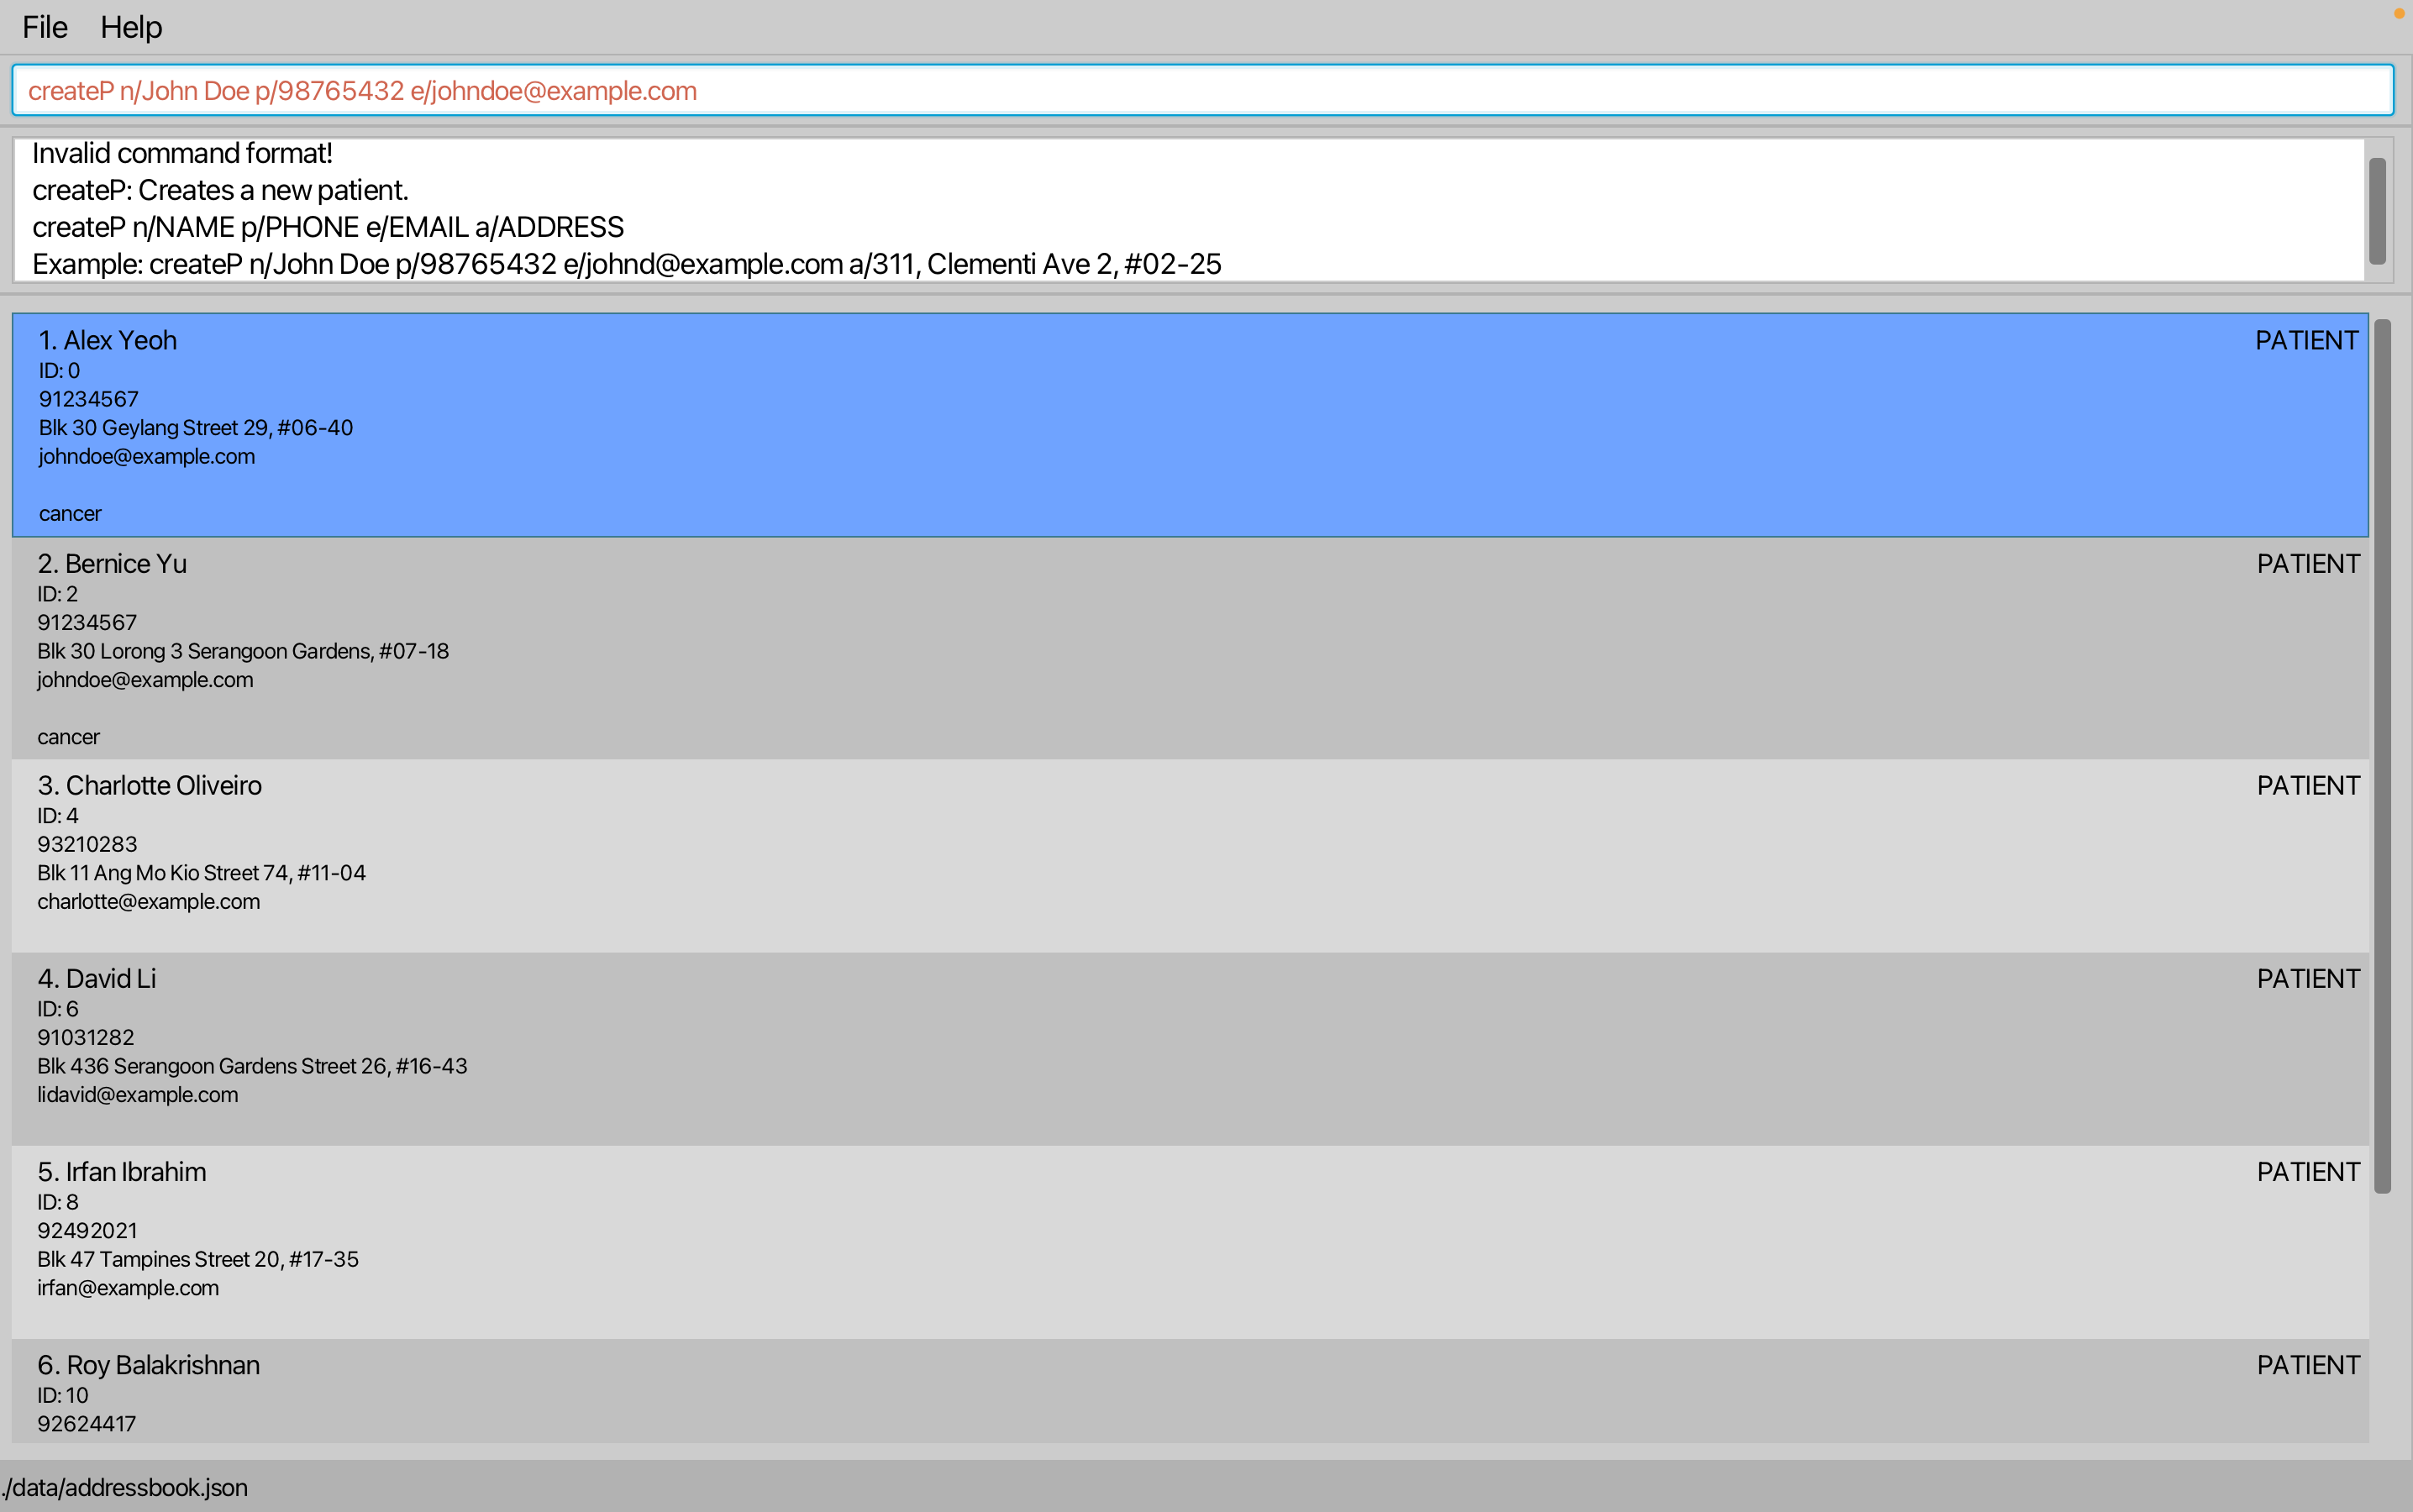 File Help
createP n/John Doe p/98765432 e/johndoe@example.com
Invalid command format!
createP: Creates a new patient.
createP n/NAME p/PHONE e/EMAIL a/ADDRESS
Example: createP n/John Doe p/98765432 e/johnd@example.com a/311, Clementi Ave 2, #02-25
1. Alex Yeoh PATIENT
ID: 0
91234567
Blk 30 Geylang Street 29, #06-40
johndoe@example.com
cancer
2. Bernice Yu PATIENT
ID: 2
91234567
Blk 30 Lorong 3 Serangoon Gardens, #07-18
johndoe@example.com
cancer
3. Charlotte Oliveiro PATIENT
ID: 4
93210283
Blk 11 Ang Mo Kio Street 74, #11-04
charlotte@example.com
4. David Li PATIENT
ID: 6
91031282
Blk 436 Serangoon Gardens Street 26, #16-43
lidavid@example.com
5. Irfan Ibrahim PATIENT
ID: 8
92492021
Blk 47 Tampines Street 20, #17-35
irfan@example.com
6. Roy Balakrishnan PATIENT
ID: 10
92624417
./data/addressbook.json